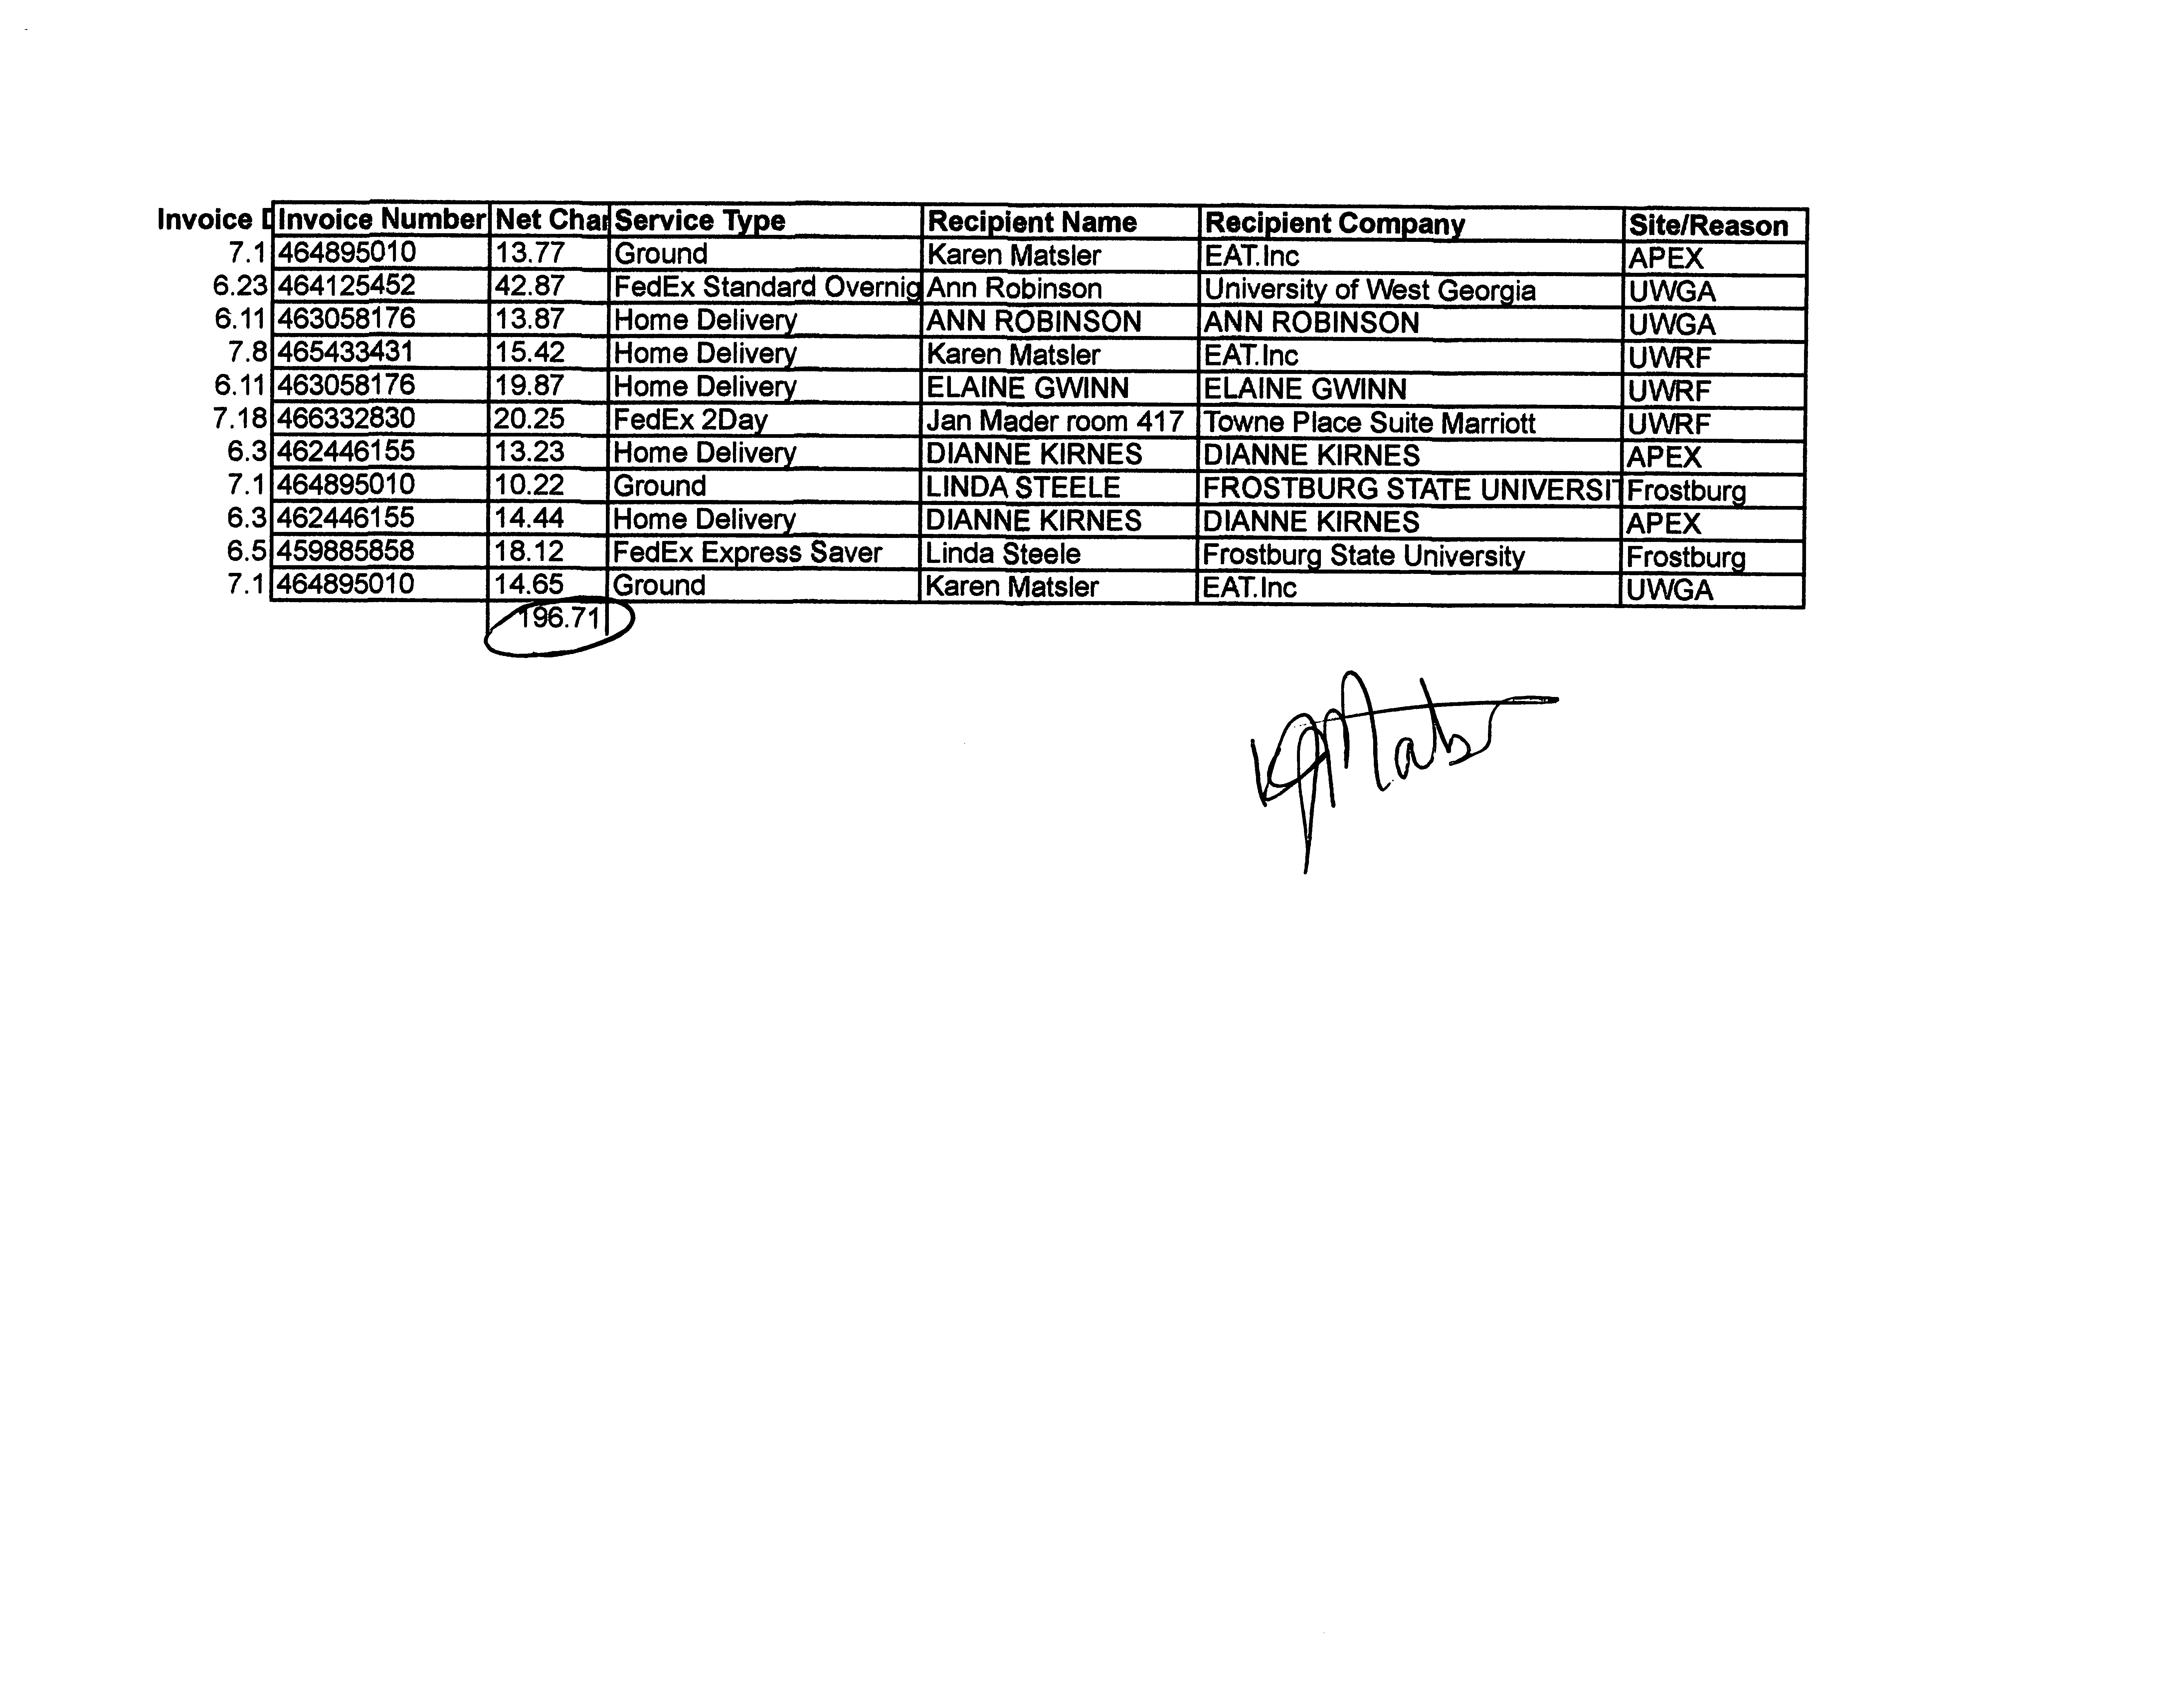 Invoice D Invoice Number Net Char Service Type Recipient Name Recipient Company Site/Reason
7.1 464895010 13.77 Ground Karen Matsler EAT.Inc APEX
6.23 464125452 42.87 FedEx Standard Overnig Ann Robinson University of West Georgia UWGA
6.11 463058176 13.87 Home Delivery ANN ROBINSON ANN ROBINSON UWGA
7.8 465433431 15.42 Home Delivery Karen Matsler EAT.Inc UWRF
6.11 463058176 19.87 Home Delivery ELAINE GWINN ELAINE GWINN UWRF
7.18 466332830 20.25 FedEx 2Day Jan Mader room 417 Towne Place Suite Marriott UWRF
6.3 462446155 13.23 Home Delivery DIANNE KIRNES DIANNE KIRNES APEX
7.1 464895010 10.22 Ground LINDA STEELE FROSTBURG STATE UNIVERSIT Frostburg
6.3 462446155 14.44 Home Delivery DIANNE KIRNES DIANNE KIRNES APEX
6.5 459885858 18.12 FedEx Express Saver Linda Steele Frostburg State University Frostburg
7.1 464895010 14.65 Ground Karen Matsler EAT.Inc UWGA
196.71